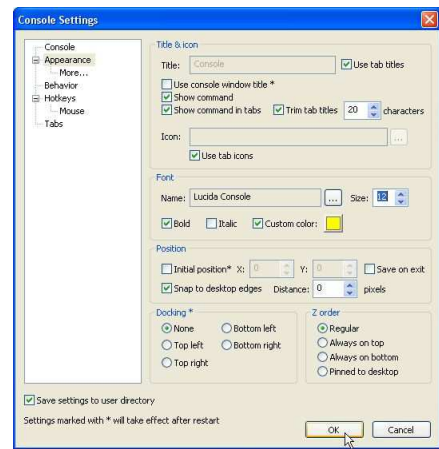 Console Settings
Console
Appearance
More...
Behavior
Hotkeys
Mouse
Tabs
Title & icon
Title: Console Use tab titles
Use console window title *
Show command
Show command in tabs Trim tab titles 20 characters
Icon: ...
Use tab icons
Font
Name: Lucida Console ... Size: 12
Bold Italic Custom color:
Position
Initial position* X: 0 Y: 0 Save on exit
Snap to desktop edges Distance: 0 pixels
Docking *
None Bottom left
Top left Bottom right
Top right
Z order
Regular
Always on top
Always on bottom
Pinned to desktop
Save settings to user directory
Settings marked with * will take
effect after restart
OK Cancel